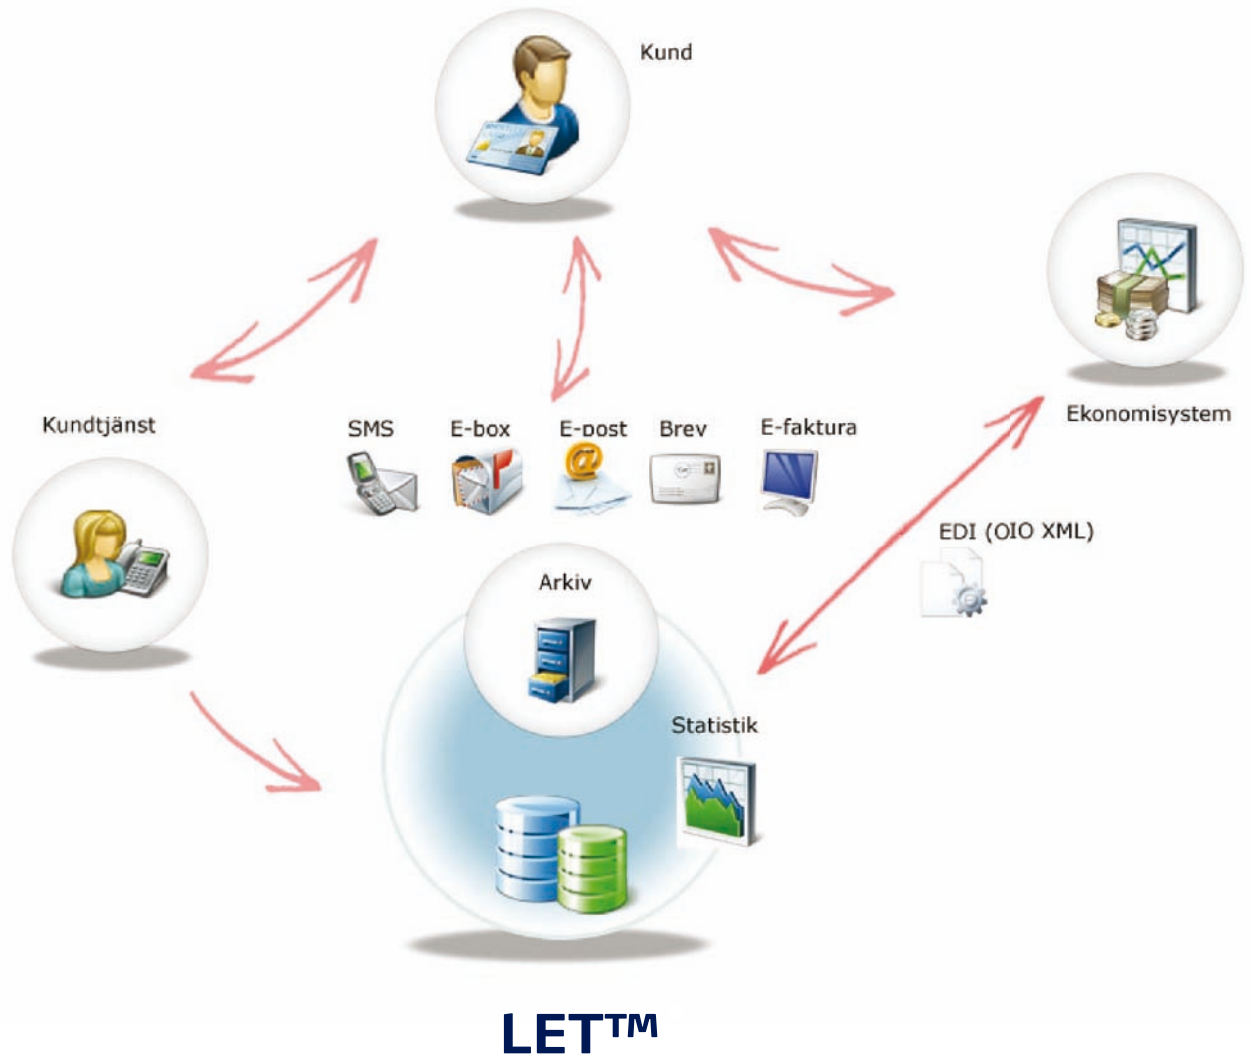 Kund
Kundtjänst
SMS
E-box
E-post
Brev
E-faktura
Ekonomisystem
EDI (OIO XML)
Arkiv
Statistik
LET™